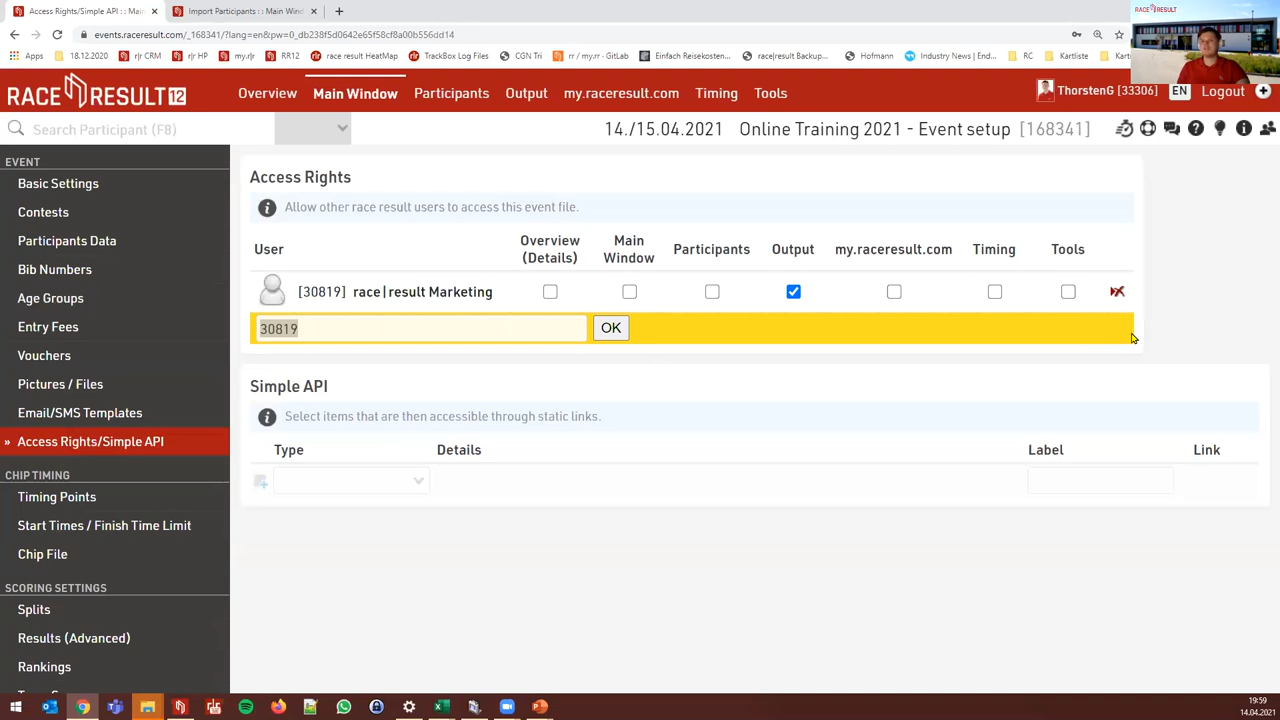 Access Rights/Simple API : : Main
Import Participants : : Main Wind
events.raceresult.com/_168341/?lang=en&pw=0_db238f5d0642fc95258cf8a00b556dd14
Apps
18.12.2020
r|r CRM
r|r HP
my.r|r
RR12
race result HeatMap
TrackBox Log Files
CGN Tri
rr / my.rr · GitLab
Einfach Reisekosten...
race|result Backup...
Hofmann
Industry News | End...
RC
Kartliste
Kart
RACE RESULT
RACE RESULT 12
Overview
Main Window
Participants
Output
my.raceresult.com
Timing
Tools
ThorstenG [33306]
EN
Logout
Search Participant (F8)
14./15.04.2021
Online Training 2021 - Event setup
[168341]
EVENT
Basic Settings
Contests
Participants Data
Bib Numbers
Age Groups
Entry Fees
Vouchers
Pictures / Files
Email/SMS Templates
» Access Rights/Simple API
CHIP TIMING
Timing Points
Start Times / Finish Time Limit
Chip File
SCORING SETTINGS
Splits
Results (Advanced)
Rankings
Access Rights
Allow other race result users to access this event file.
User
Overview
(Details)
Main
Window
Participants
Output
my.raceresult.com
Timing
Tools
[30819] race|result Marketing
30819
OK
Simple API
Select items that are then accessible through static links.
Type
Details
Label
Link
19:59
14.04.2021